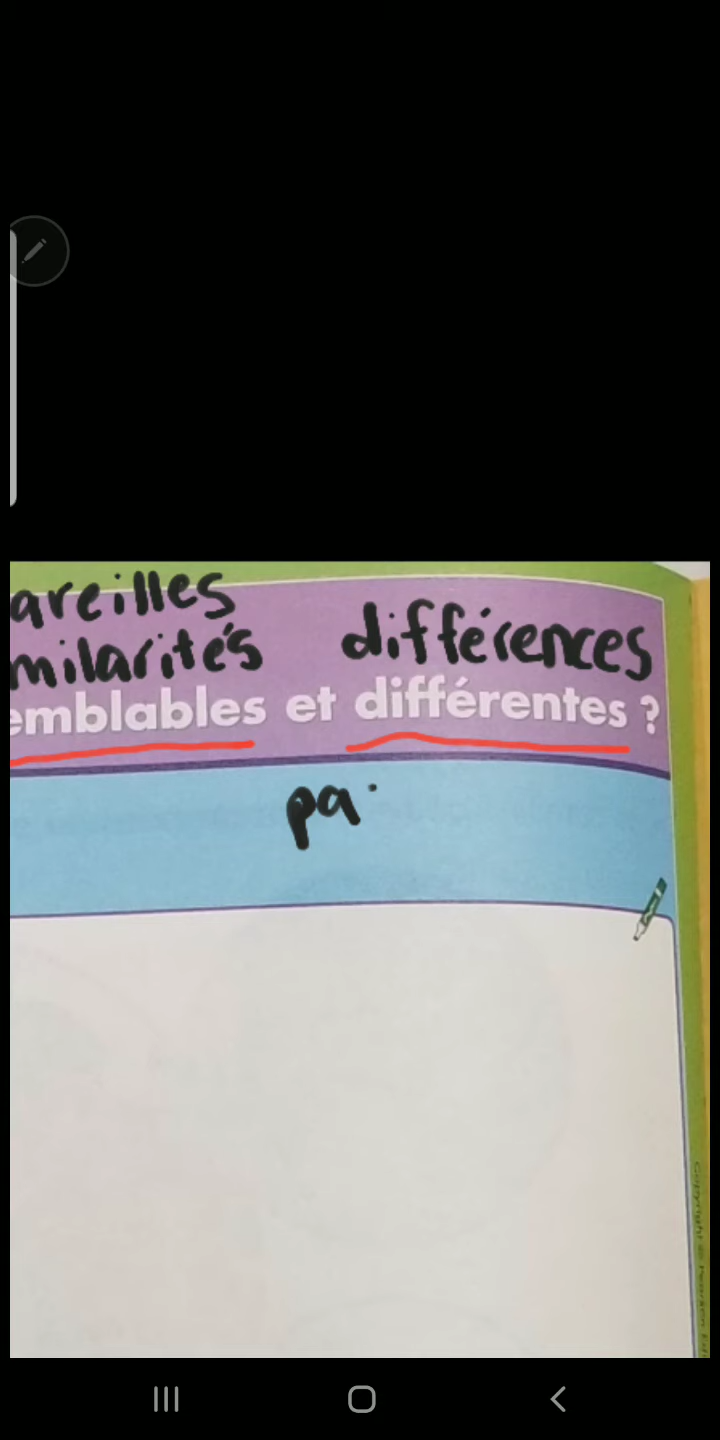 areilles
milarités différences
emblables et différentes ?
pa